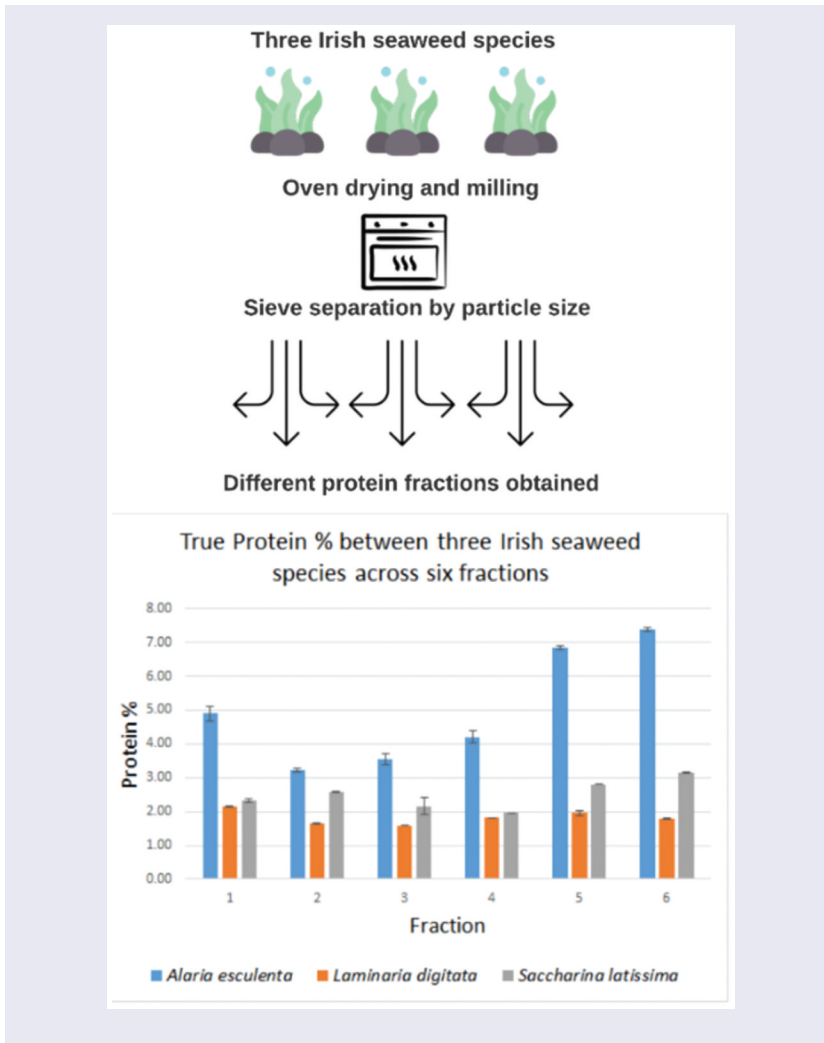 Three Irish seaweed species
Oven drying and milling
Sieve separation by particle size
Different protein fractions obtained
True Protein % between three Irish seaweed
species across six fractions
8.00
7.00
6.00
5.00
4.00
3.00
2.00
1.00
0.00
Protein %
1 2 3 4 5 6
Fraction
Alaria esculenta Laminaria digitata Saccharina latissima